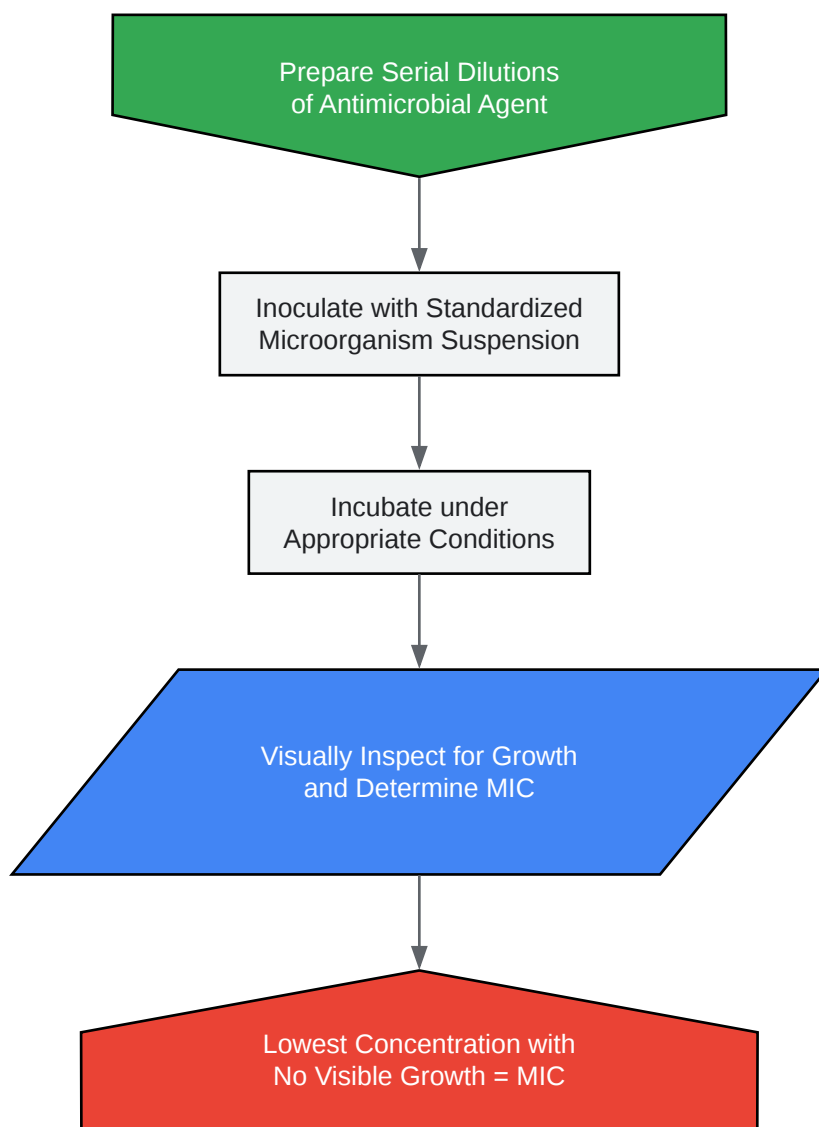 Prepare Serial Dilutions
of Antimicrobial Agent
Inoculate with Standardized
Microorganism Suspension
Incubate under
Appropriate Conditions
Visually Inspect for Growth
and Determine MIC
Lowest Concentration with
No Visible Growth = MIC